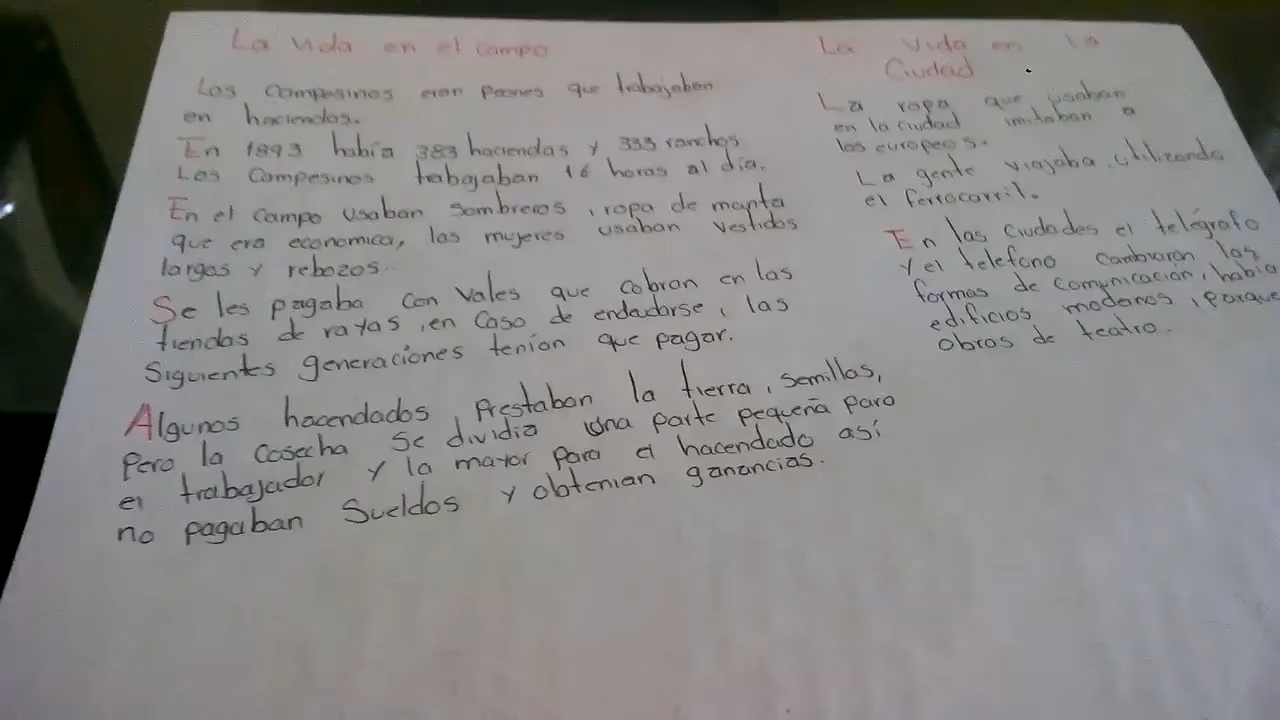 La vida en el campo
Los campesinos eran peones que trabajaban
en haciendas.
En 1893 había 383 haciendas y 333 ranchos
Los Campesinos trabajaban 16 horas al día.
En el campo usaban sombreros, ropa de manta
que era economica, las mujeres usaban vestidos
largos y rebozos..
Se les pagaba con vales que cobran en las
tiendas de rayas, en caso de endeudarse, las
Siguientes generaciones tenían que pagar.
Algunos hacendados prestaban la tierra, semillas,
pero la cosecha se dividia una parte pequeña para
el trabajador y la mayor para el hacendado así
no pagaban sueldos y obtenian ganancias.
La Vida en la
Ciudad
La ropa que usaban
en la ciudad imitaban a
los europeos.
La gente viajaba utilizando
el ferrocarril.
En las ciudades el telégrafo
y el telefono cambiaron las
formas de comunicación, había
edificios modernos, parque
obras de teatro.